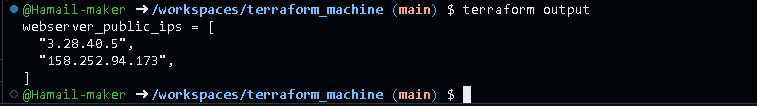 @Hamail-maker ➜/workspaces/terraform_machine (main) $ terraform output
webserver_public_ips = [
  "3.28.40.5",
  "158.252.94.173",
]
@Hamail-maker ➜/workspaces/terraform_machine (main) $